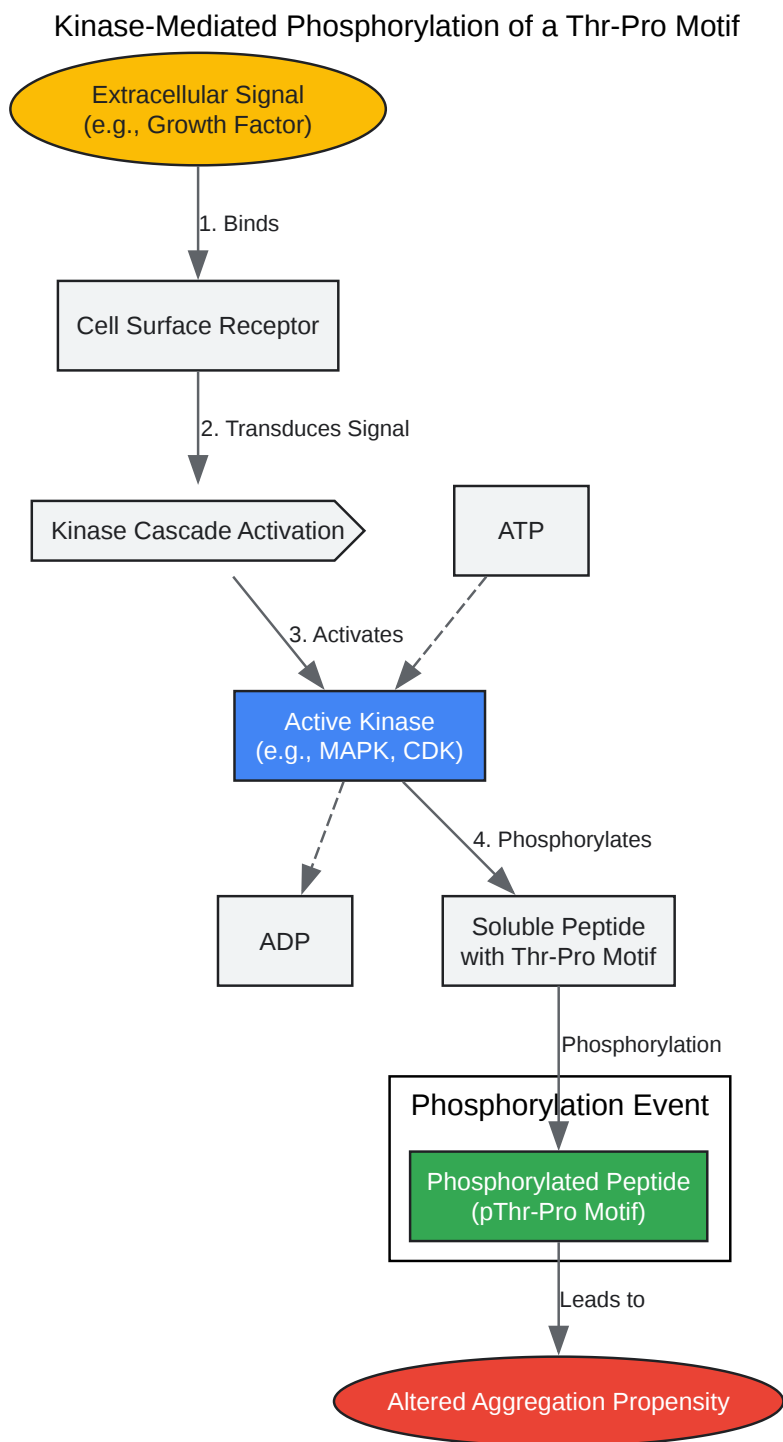 Kinase-Mediated Phosphorylation of a Thr-Pro Motif
Extracellular Signal
(e.g., Growth Factor)
1. Binds
Cell Surface Receptor
2. Transduces Signal
Kinase Cascade Activation
ATP
3. Activates
Active Kinase
(e.g., MAPK, CDK)
4. Phosphorylates
ADP
Soluble Peptide
with Thr-Pro Motif
Phosphorylation
Phosphorylation Event
Phosphorylated Peptide
(pThr-Pro Motif)
Leads to
Altered Aggregation Propensity